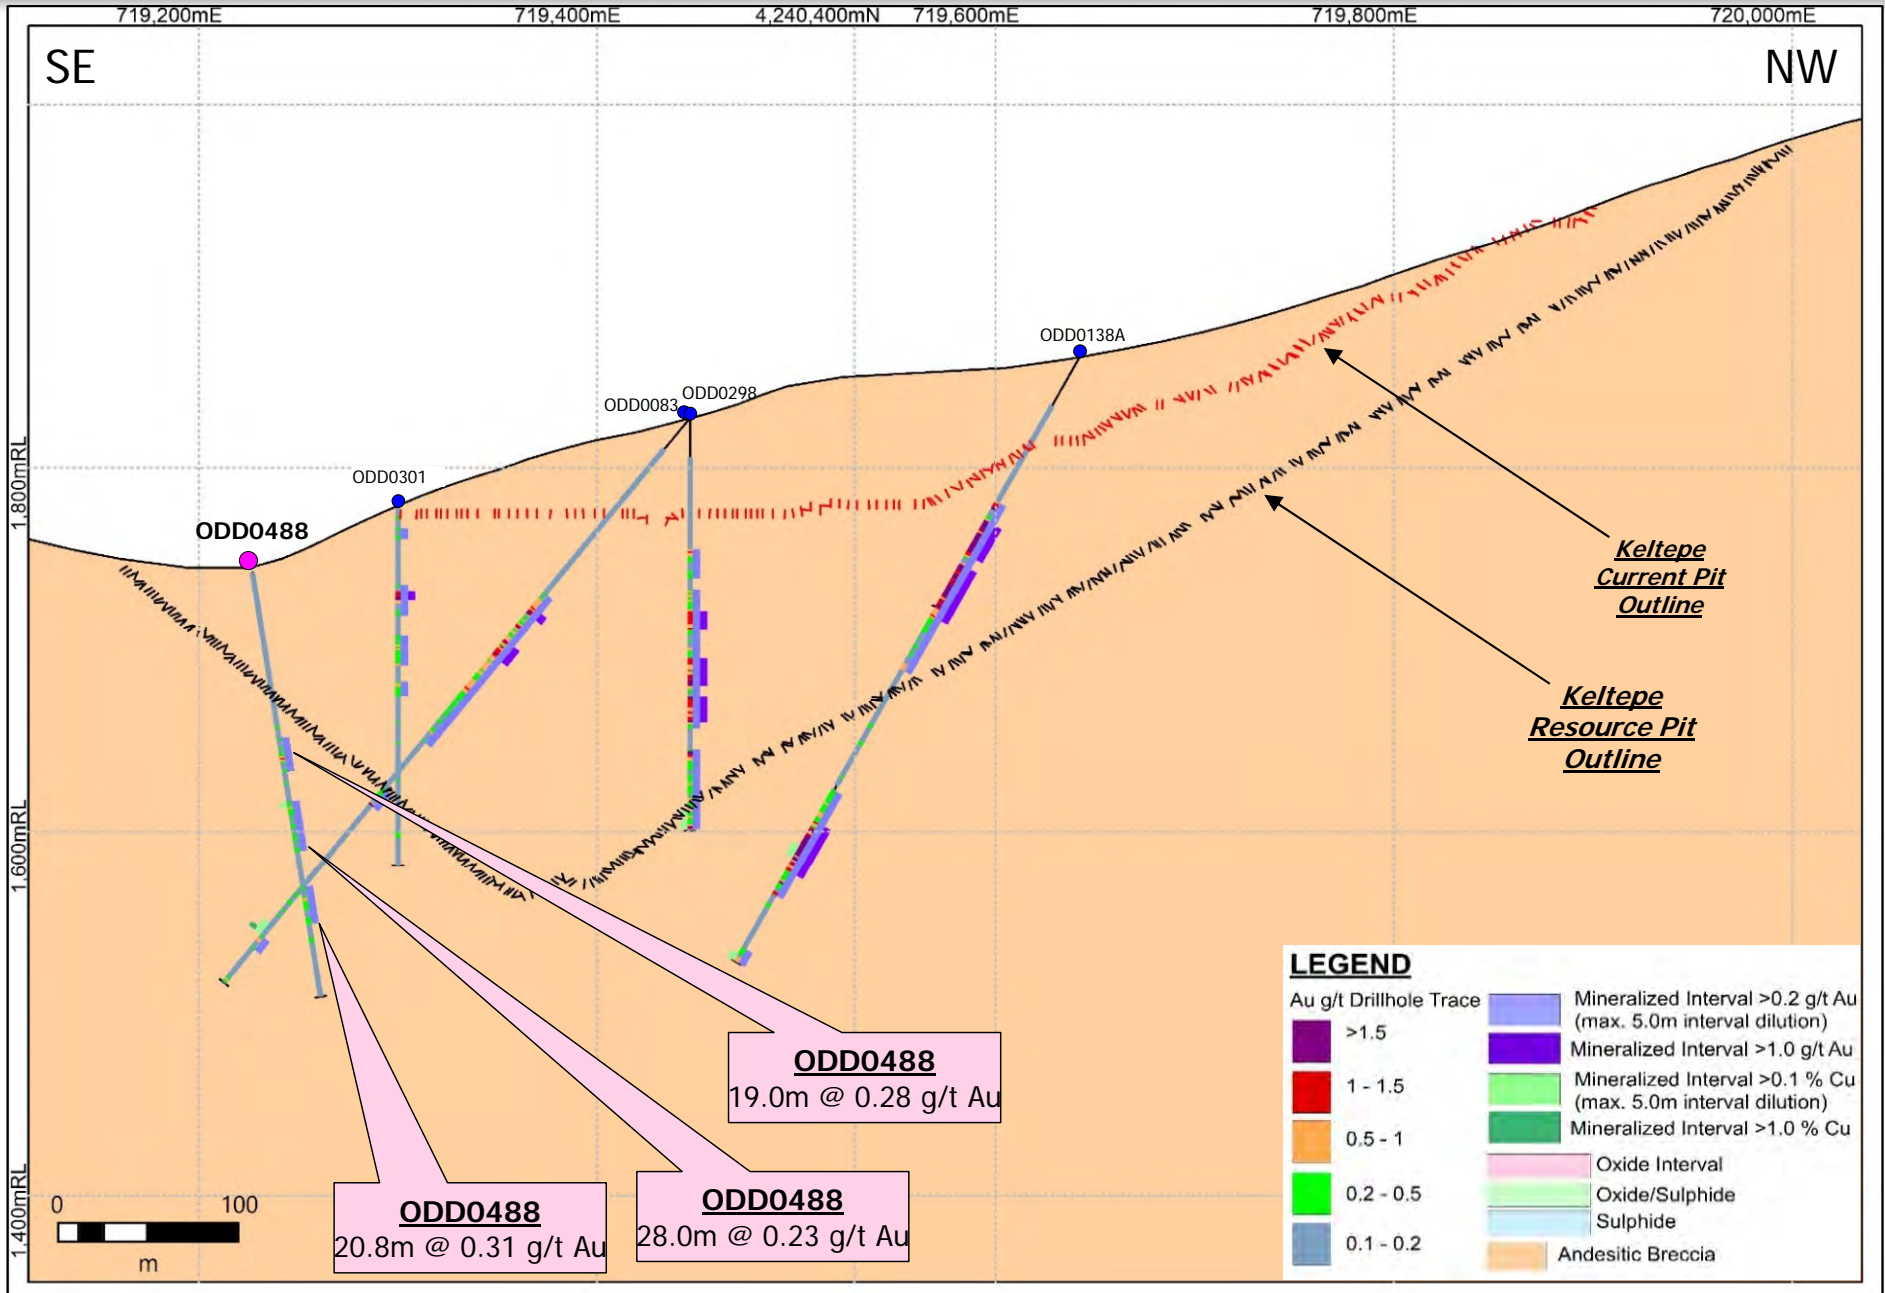 719,200mE 719,400mE 4,240,400mN 719,600mE 719,800mE 720,000mE
SE
NW
ODD0138A
ODD0083
ODD0298
ODD0301
ODD0488
1,800mRL
1,600mRL
1,400mRL
Keltepe
Current Pit
Outline
Keltepe
Resource Pit
Outline
ODD0488
19.0m @ 0.28 g/t Au
ODD0488
28.0m @ 0.23 g/t Au
ODD0488
20.8m @ 0.31 g/t Au
0 100
m
LEGEND
Au g/t Drillhole Trace
>1.5
1 - 1.5
0.5 - 1
0.2 - 0.5
0.1 - 0.2
Mineralized Interval >0.2 g/t Au
(max. 5.0m interval dilution)
Mineralized Interval >1.0 g/t Au
Mineralized Interval >0.1 % Cu
(max. 5.0m interval dilution)
Mineralized Interval >1.0 % Cu
Oxide Interval
Oxide/Sulphide
Sulphide
Andesitic Breccia